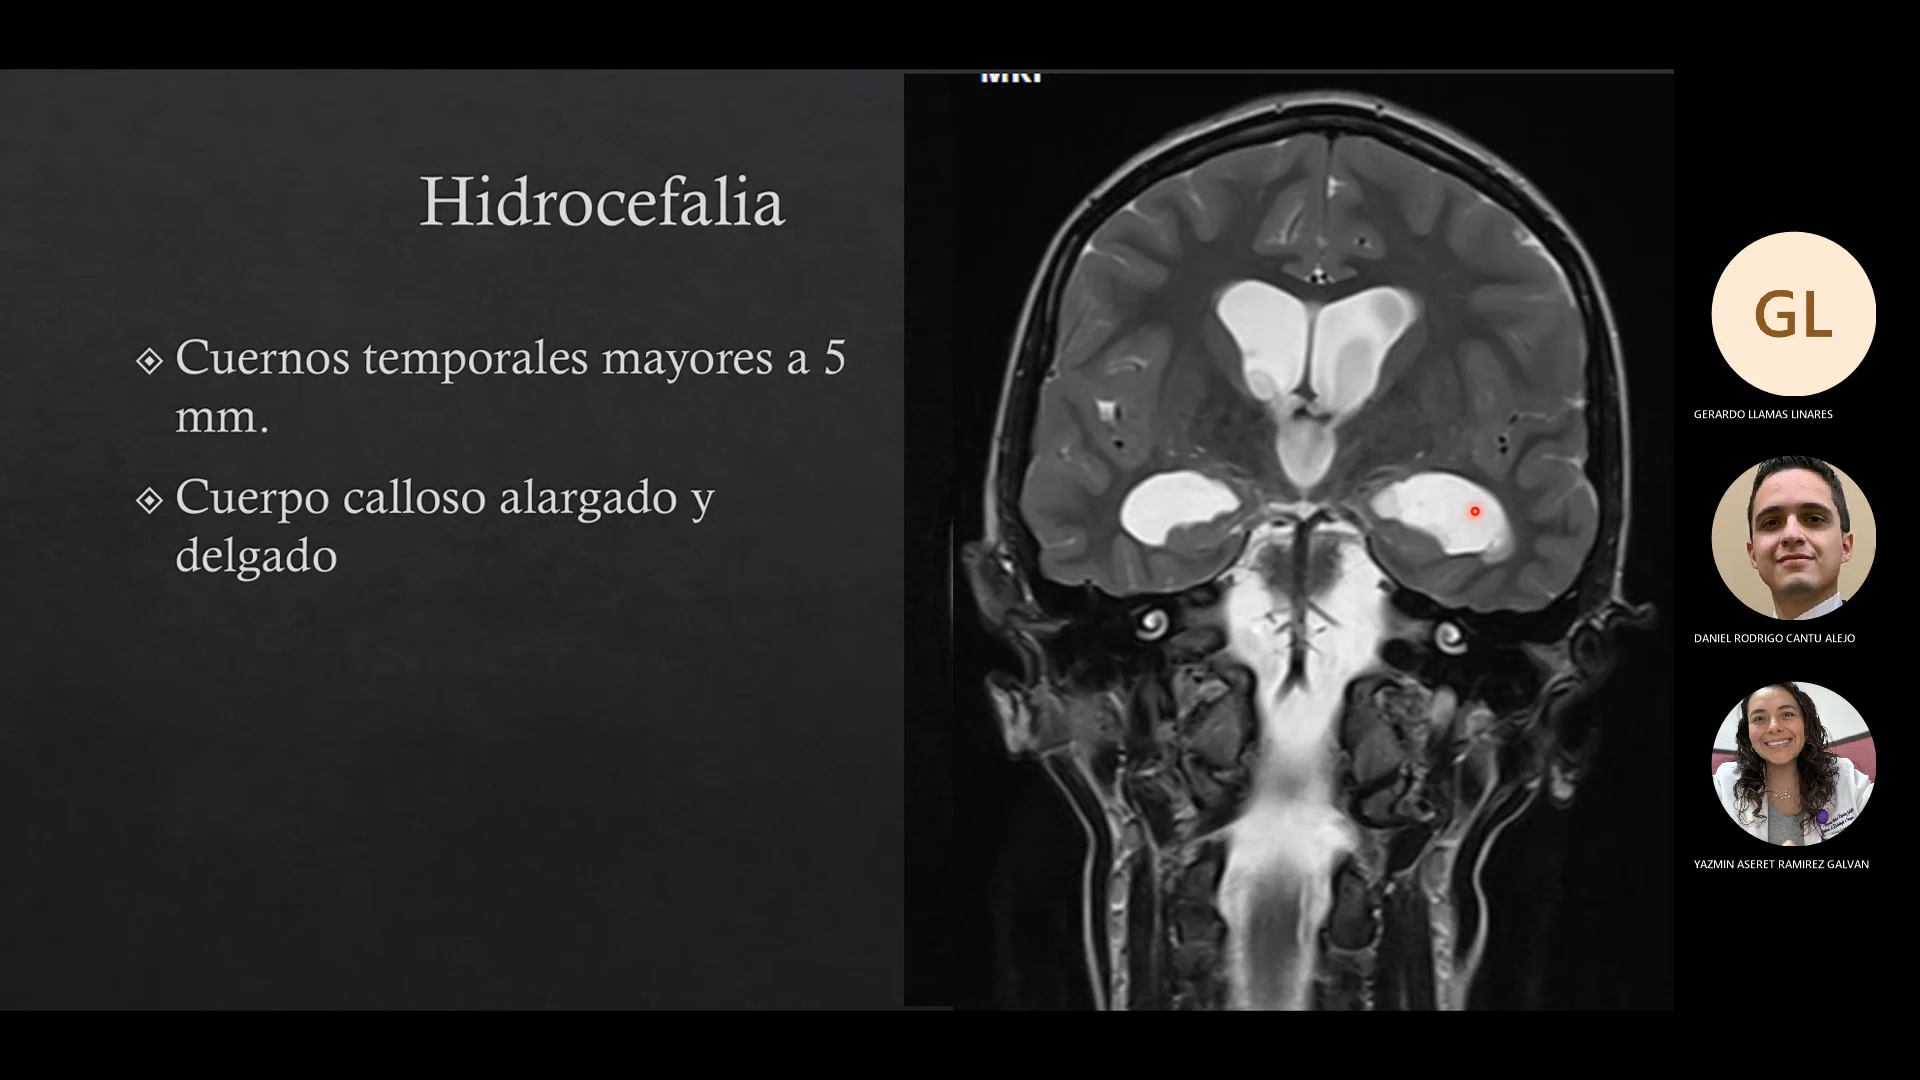 MRI
Hidrocefalia
Cuernos temporales mayores a 5
mm.
Cuerpo calloso alargado y
delgado
GL
GERARDO LLAMAS LINARES
DANIEL RODRIGO CANTU ALEJO
YAZMIN ASERET RAMIREZ GALVAN